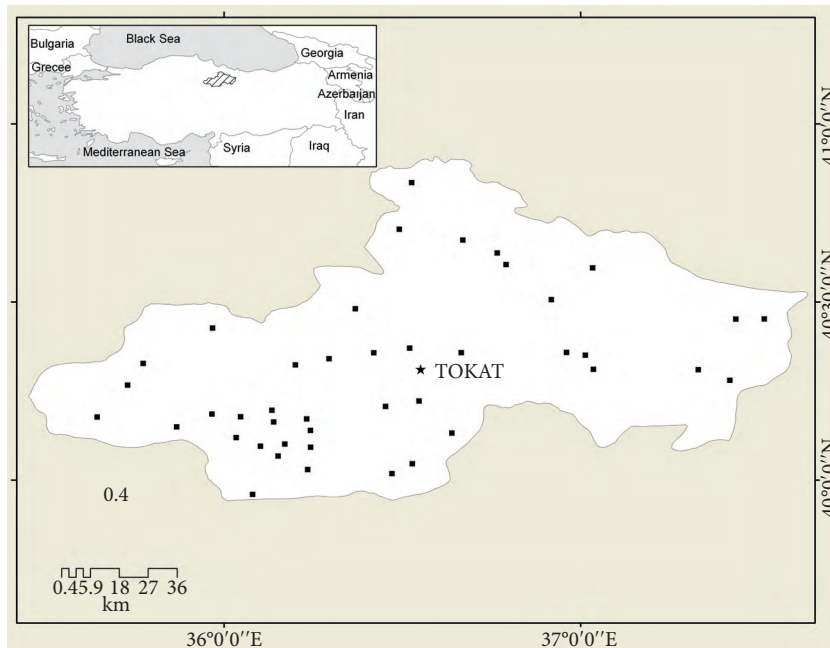 Black Sea
Bulgaria
Georgia
Grecee
Armenia
Azerbaijan
Iran
Mediterranean Sea
Syria
Iraq
41°0'0''N
40°30'0''N
TOKAT
40°0'0''N
0.4
0.45.9 18 27 36
km
36°0'0''E
37°0'0''E